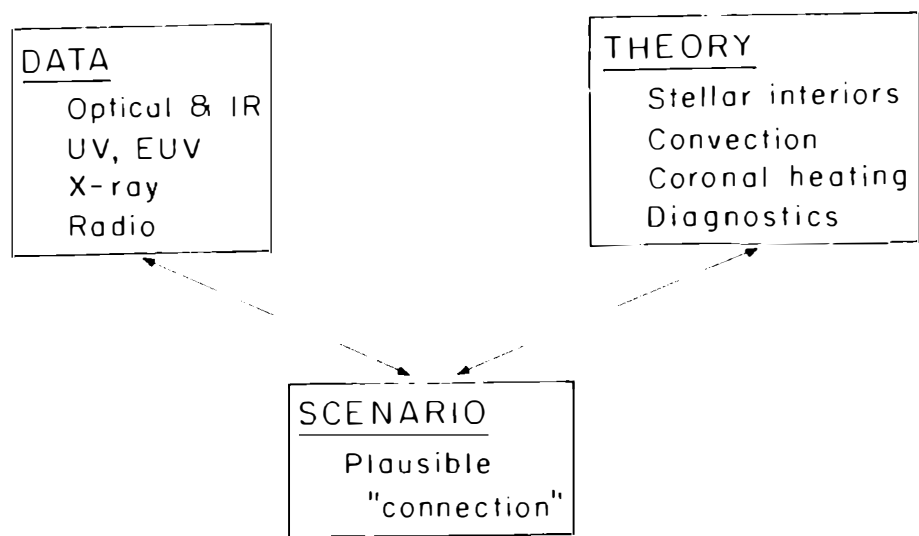 DATA
Optical & IR
UV, EUV
X-ray
Radio
THEORY
Stellar interiors
Convection
Coronal heating
Diagnostics
SCENARIO
Plausible
"connection"